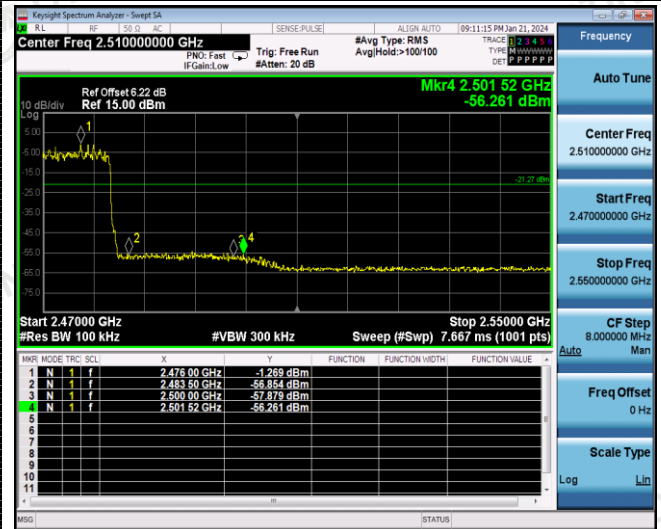 Keysight Spectrum Analyzer - Swept SA
RL RF 50 Ω AC SENSE:PULSE ALIGN AUTO 09:11:15 PM Jan 21, 2024
Center Freq 2.510000000 GHz
PNO: Fast
IFGain:Low
Trig: Free Run
#Atten: 20 dB
#Avg Type: RMS
Avg|Hold:>100/100
TRACE 1 2 3 4 5 6
TYPE M WWWWW
DET P P P P P P
Mkr4 2.501 52 GHz
-56.261 dBm
Ref Offset 6.22 dB
10 dB/div Ref 15.00 dBm
Log
5.00
-5.00
-15.0
-25.0
-35.0
-45.0
-55.0
-65.0
-75.0
1
2
3
4
-21.27 dBm
Start 2.47000 GHz Stop 2.55000 GHz
#Res BW 100 kHz #VBW 300 kHz Sweep (#Swp) 7.667 ms (1001 pts)
MKR MODE TRC SCL X Y FUNCTION FUNCTION WIDTH FUNCTION VALUE
1 N 1 f 2.476 00 GHz -1.269 dBm
2 N 1 f 2.483 50 GHz -56.854 dBm
3 N 1 f 2.500 00 GHz -57.879 dBm
4 N 1 f 2.501 52 GHz -56.261 dBm
5
6
7
8
9
10
11
MSG STATUS
Frequency
Auto Tune
Center Freq
2.510000000 GHz
Start Freq
2.470000000 GHz
Stop Freq
2.550000000 GHz
CF Step
8.000000 MHz
Auto Man
Freq Offset
0 Hz
Scale Type
Log Lin